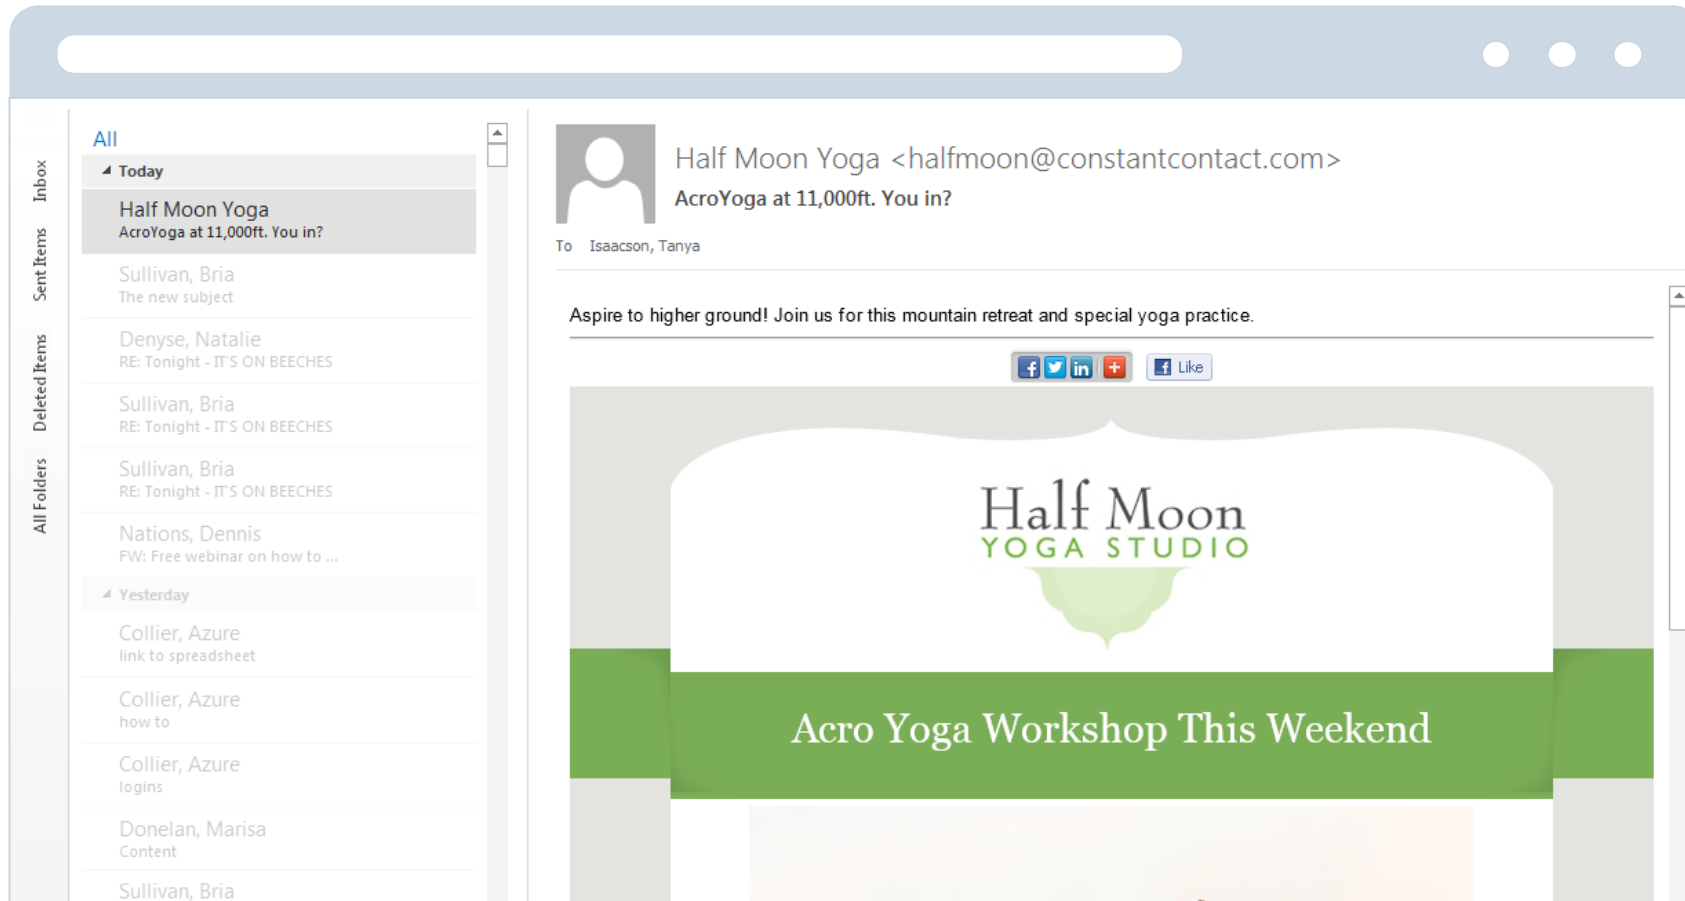 Inbox
Sent Items
Deleted Items
All Folders
All
Today
Half Moon Yoga
AcroYoga at 11,000ft. You in?
Sullivan, Bria
The new subject
Denyse, Natalie
RE: Tonight - IT'S ON BEECHES
Sullivan, Bria
RE: Tonight - IT'S ON BEECHES
Sullivan, Bria
RE: Tonight - IT'S ON BEECHES
Nations, Dennis
FW: Free webinar on how to ...
Yesterday
Collier, Azure
link to spreadsheet
Collier, Azure
how to
Collier, Azure
logins
Donelan, Marisa
Content
Sullivan, Bria
Half Moon Yoga <halfmoon@constantcontact.com>
AcroYoga at 11,000ft. You in?
To Isaacson, Tanya
Aspire to higher ground! Join us for this mountain retreat and special yoga practice.
Like
Half Moon
YOGA STUDIO
Acro Yoga Workshop This Weekend